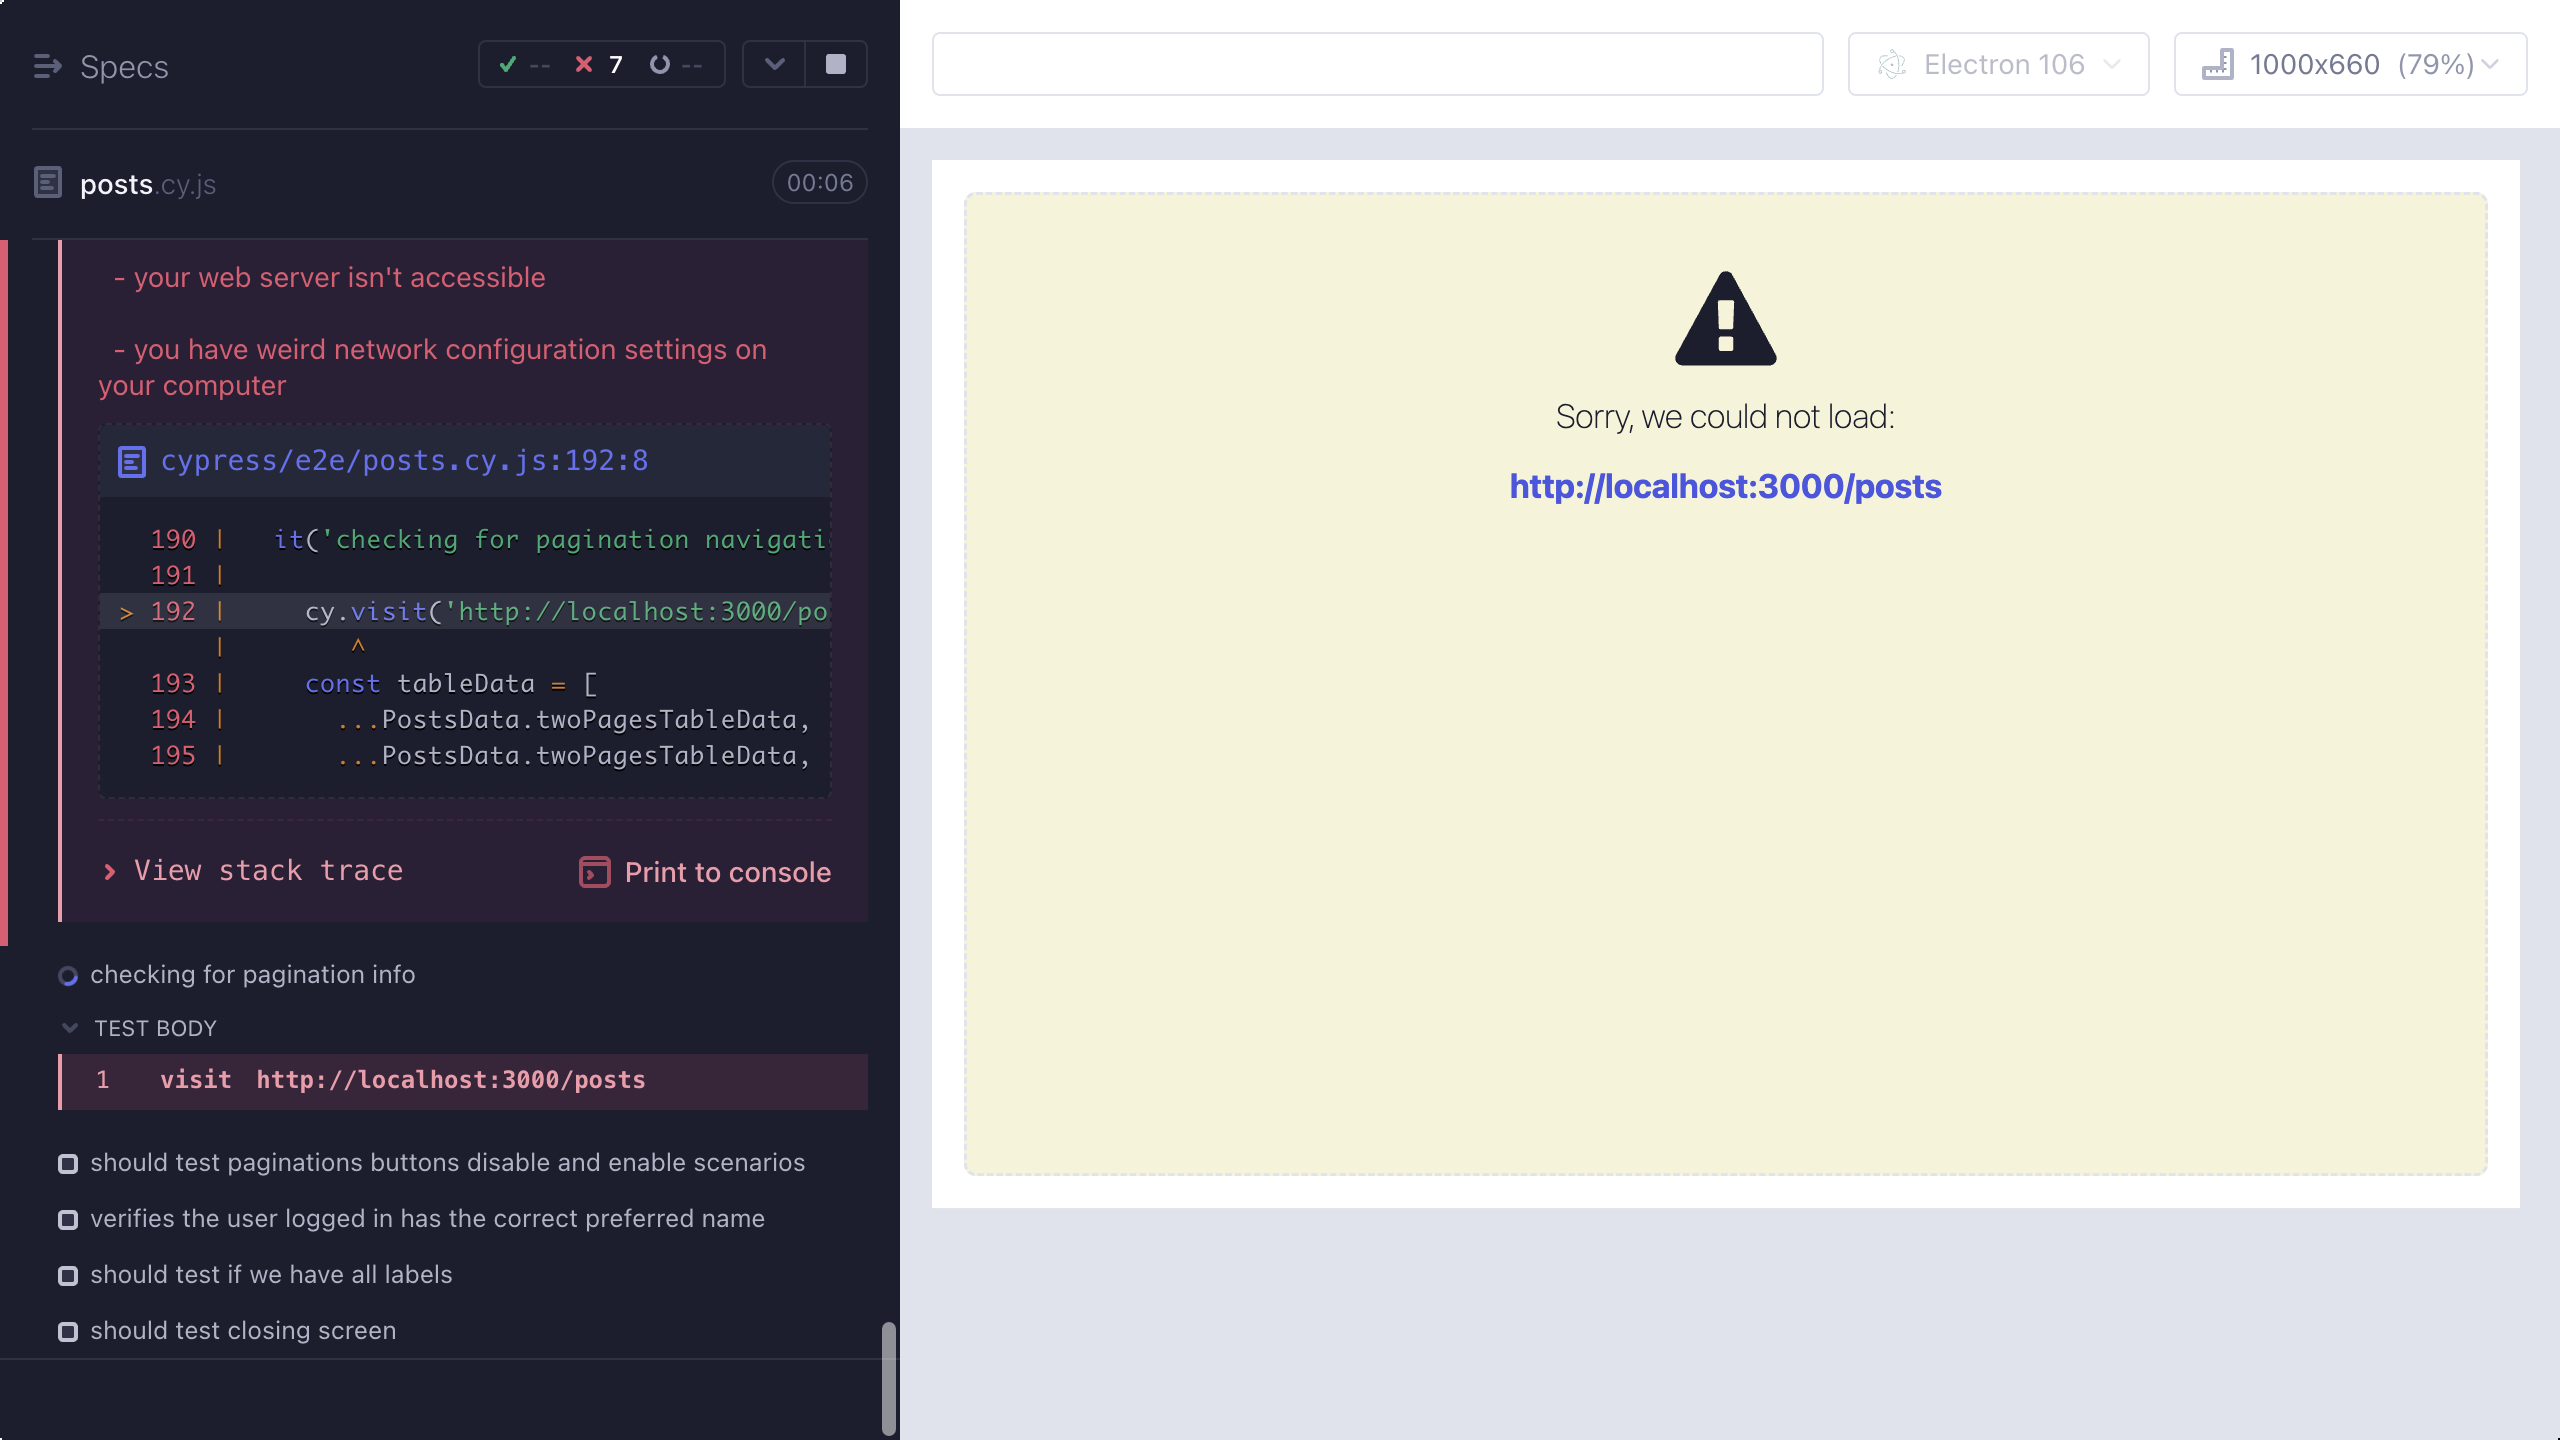 Specs
-- 7 --
posts.cy.js 00:06
- your web server isn't accessible
- you have weird network configuration settings on
your computer
cypress/e2e/posts.cy.js:192:8
190 | it('checking for pagination navigati
191 |
> 192 | cy.visit('http://localhost:3000/po
| ^
193 | const tableData = [
194 | ...PostsData.twoPagesTableData,
195 | ...PostsData.twoPagesTableData,
View stack trace Print to console
checking for pagination info
TEST BODY
1 visit http://localhost:3000/posts
should test paginations buttons disable and enable scenarios
verifies the user logged in has the correct preferred name
should test if we have all labels
should test closing screen
Electron 106 1000x660 (79%)
Sorry, we could not load:
http://localhost:3000/posts